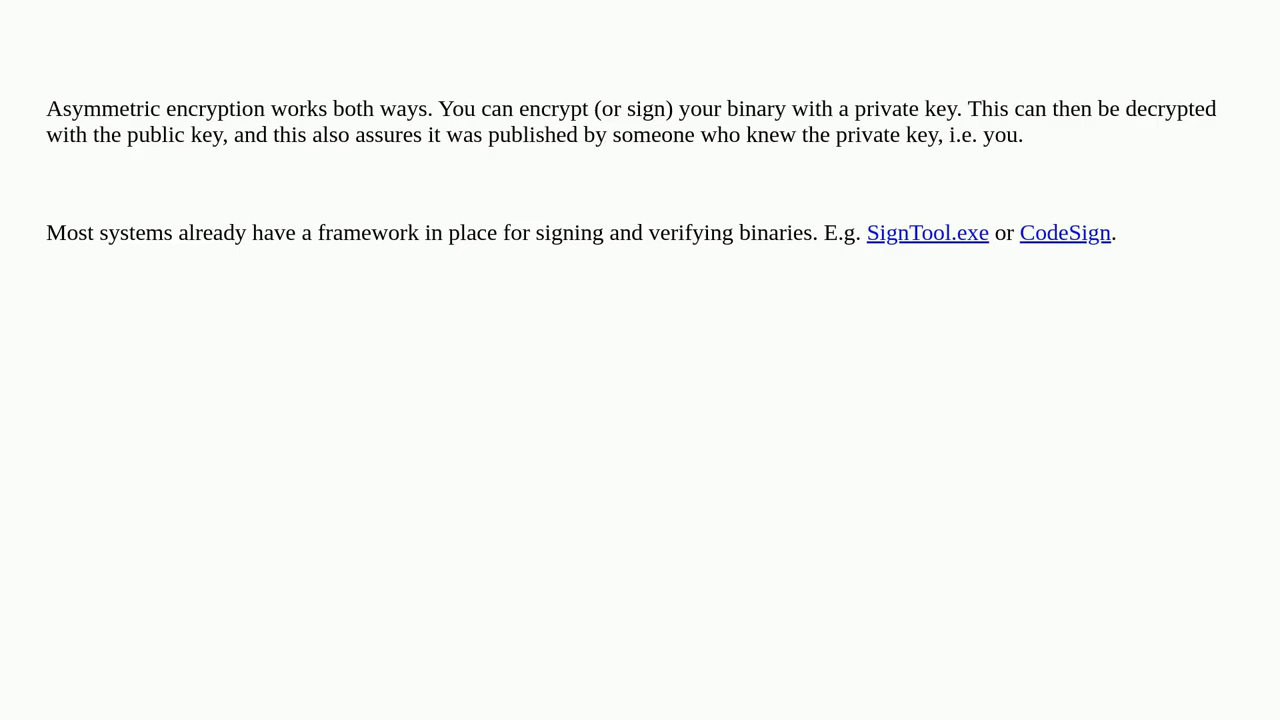 Asymmetric encryption works both ways. You can encrypt (or sign) your binary with a private key. This can then be decrypted
with the public key, and this also assures it was published by someone who knew the private key, i.e. you.
Most systems already have a framework in place for signing and verifying binaries. E.g. SignTool.exe or CodeSign.